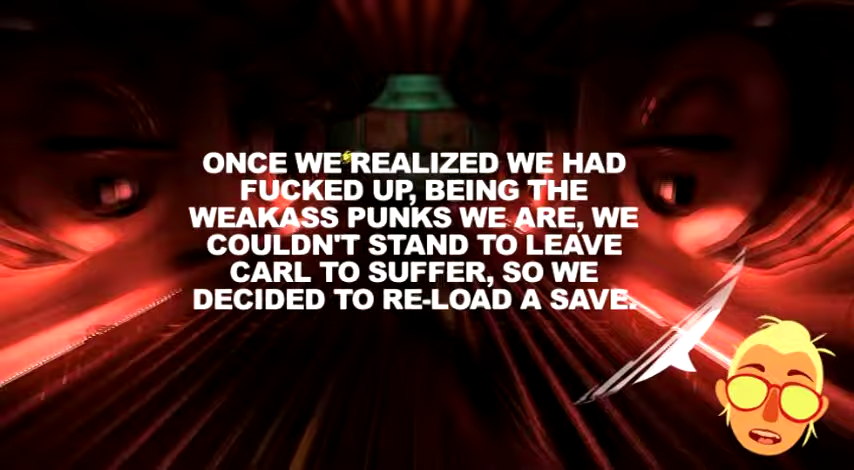 ONCE WE REALIZED WE HAD
FUCKED UP, BEING THE
WEAKASS PUNKS WE ARE, WE
COULDN'T STAND TO LEAVE
CARL TO SUFFER, SO WE
DECIDED TO RE-LOAD A SAVE.